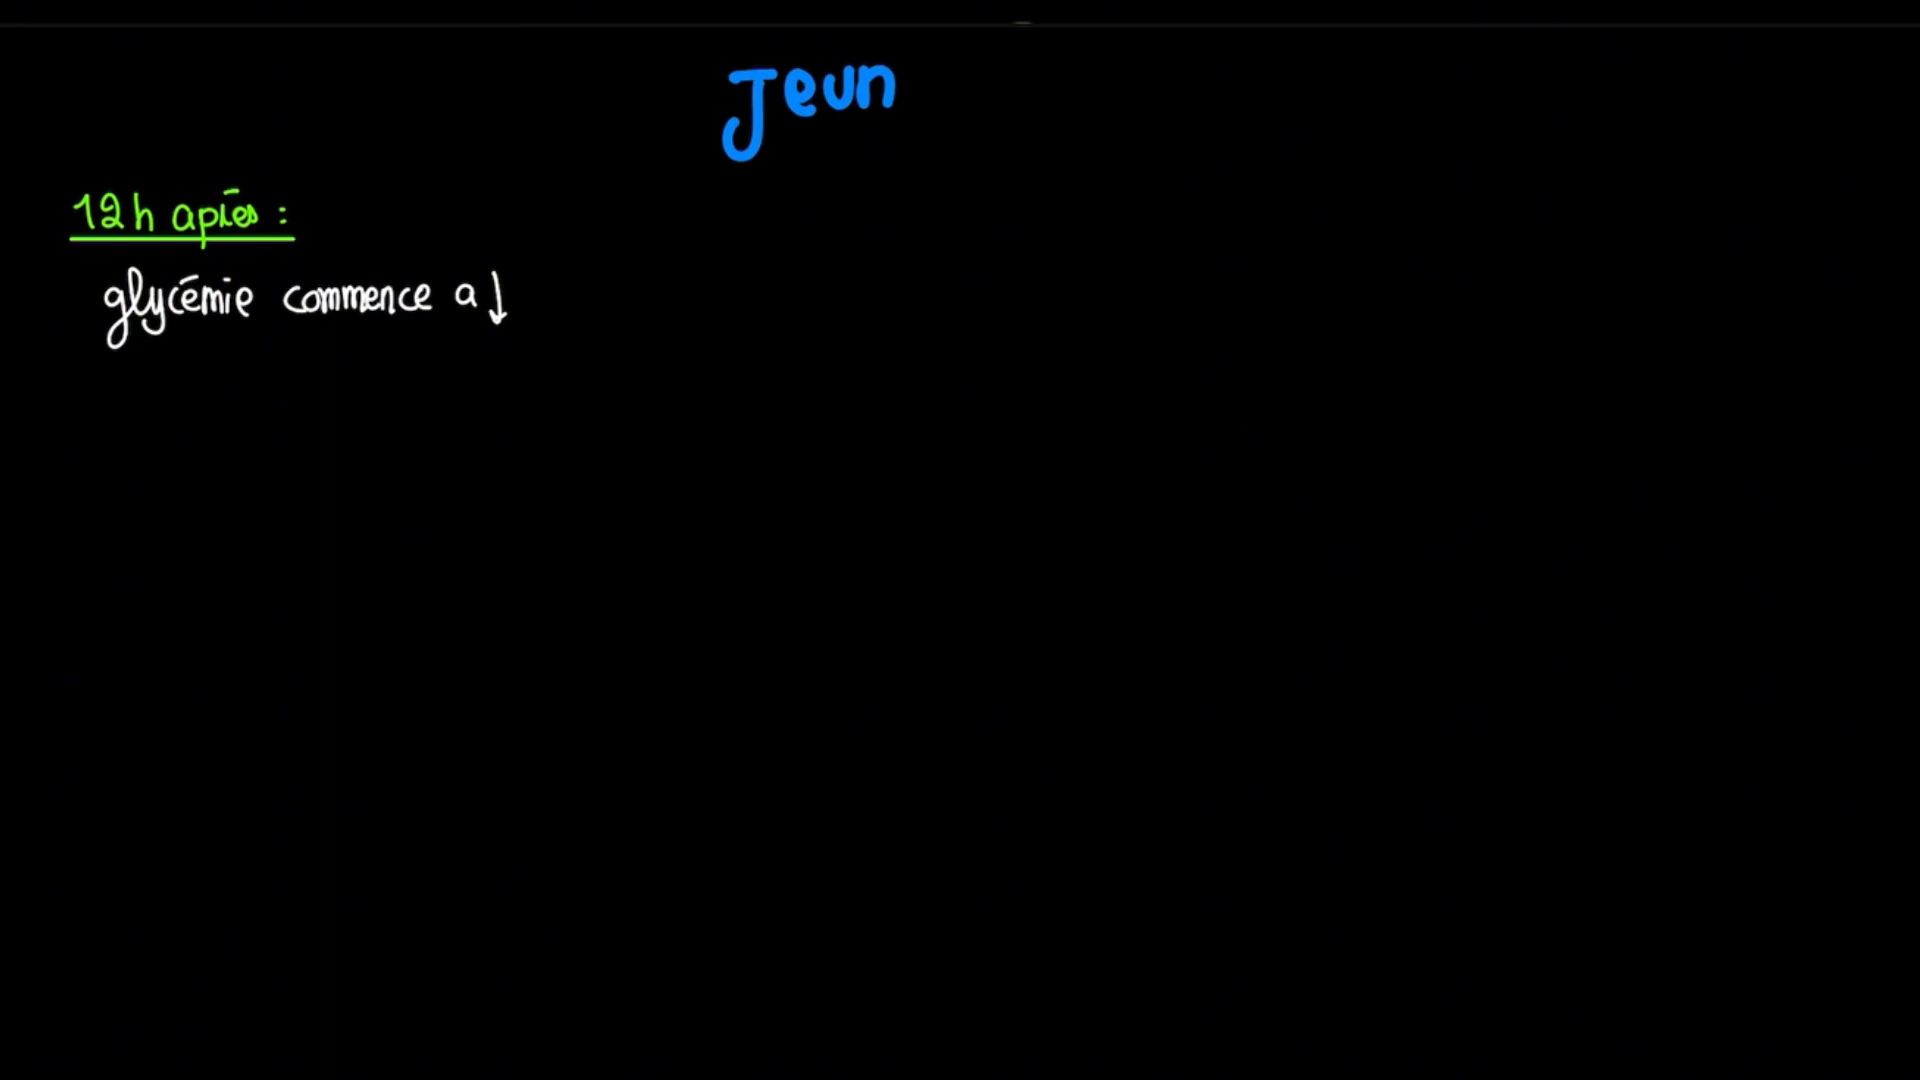 Jeun
12h après :
glycémie commence a ↓